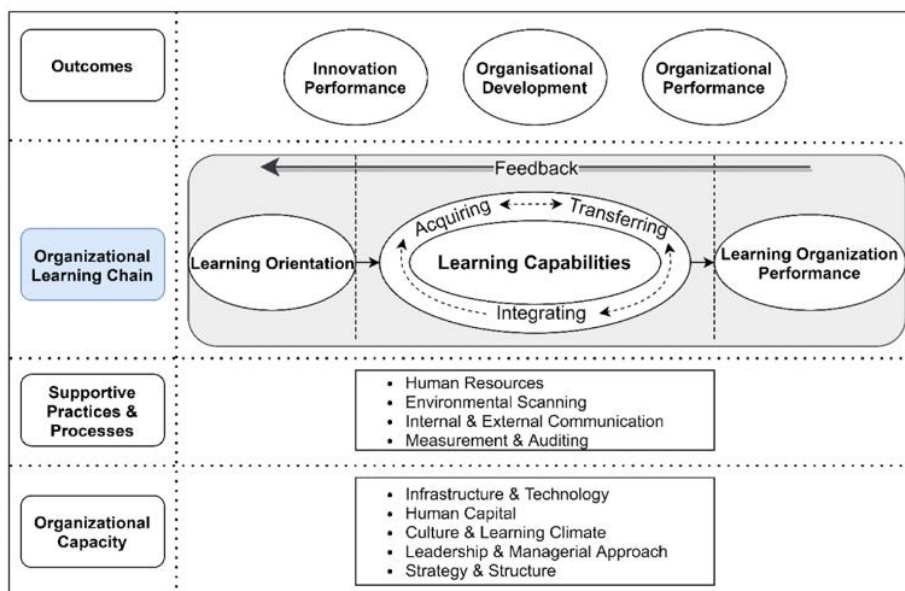 Outcomes
Innovation
Performance
Organisational
Development
Organizational
Performance
Feedback
Organizational
Learning Chain
Learning Orientation
Acquiring
Transferring
Learning Capabilities
Integrating
Learning Organization
Performance
Supportive
Practices &
Processes
• Human Resources
• Environmental Scanning
• Internal & External Communication
• Measurement & Auditing
Organizational
Capacity
• Infrastructure & Technology
• Human Capital
• Culture & Learning Climate
• Leadership & Managerial Approach
• Strategy & Structure